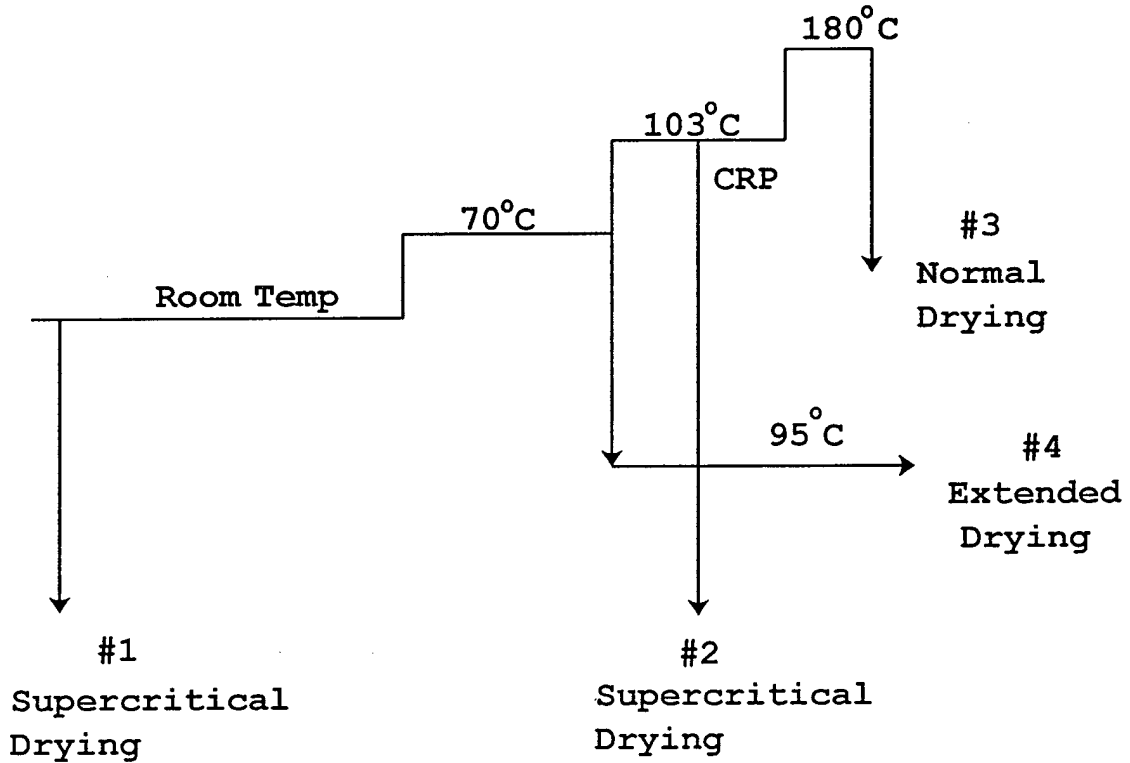 180°C
103°C
CRP
70°C
#3
Normal
Drying
Room Temp
95°C
#4
Extended
Drying
#1
Supercritical
Drying
#2
Supercritical
Drying